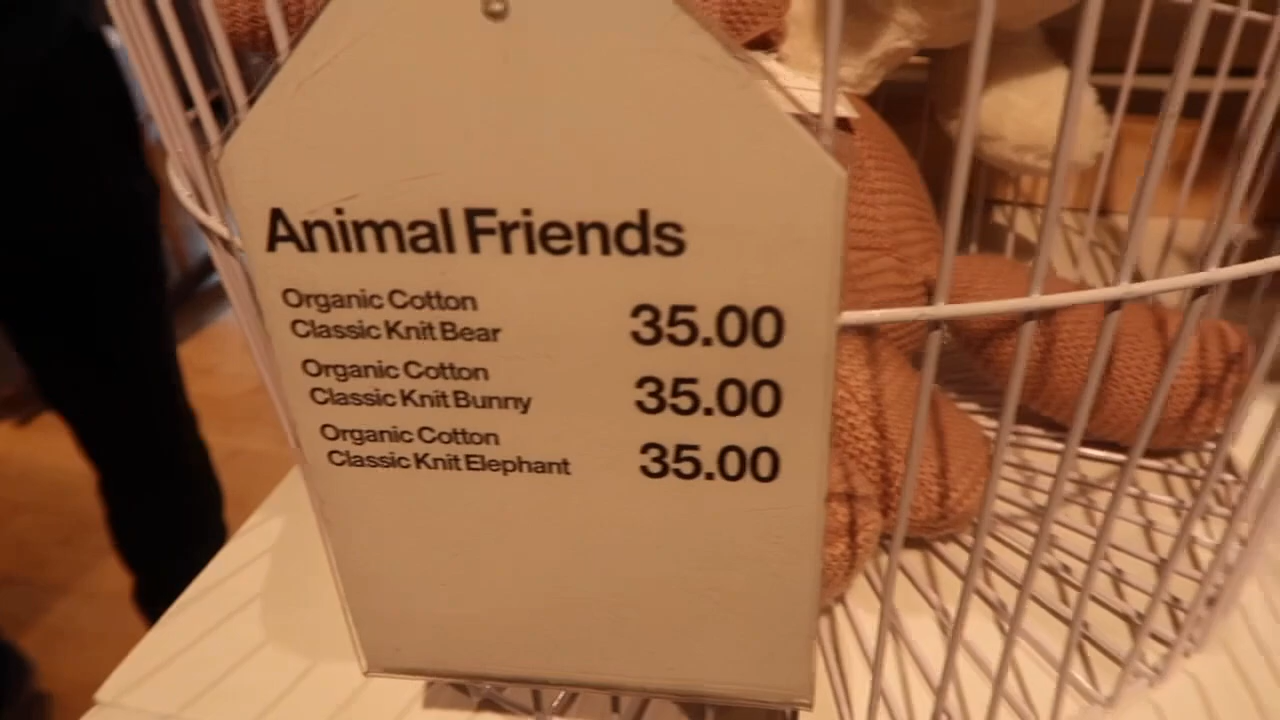 Animal Friends
Organic Cotton
Classic Knit Bear 35.00
Organic Cotton
Classic Knit Bunny 35.00
Organic Cotton
Classic Knit Elephant 35.00